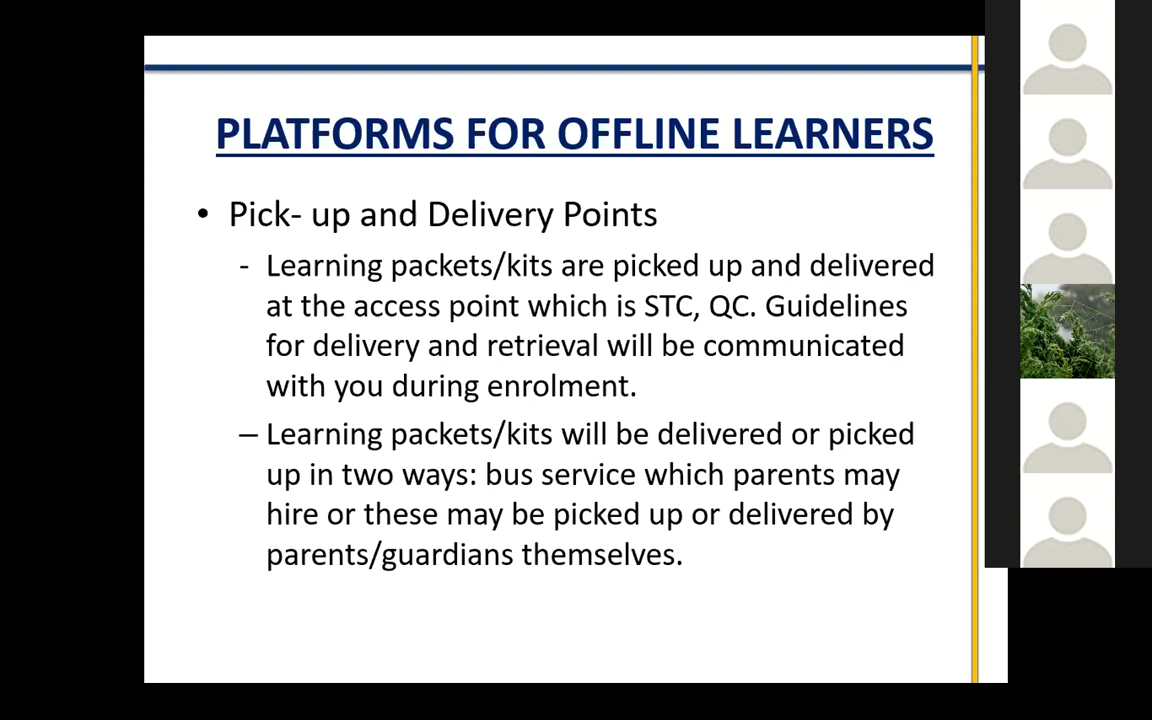 PLATFORMS FOR OFFLINE LEARNERS
• Pick- up and Delivery Points
- Learning packets/kits are picked up and delivered
at the access point which is STC, QC. Guidelines
for delivery and retrieval will be communicated
with you during enrolment.
– Learning packets/kits will be delivered or picked
up in two ways: bus service which parents may
hire or these may be picked up or delivered by
parents/guardians themselves.